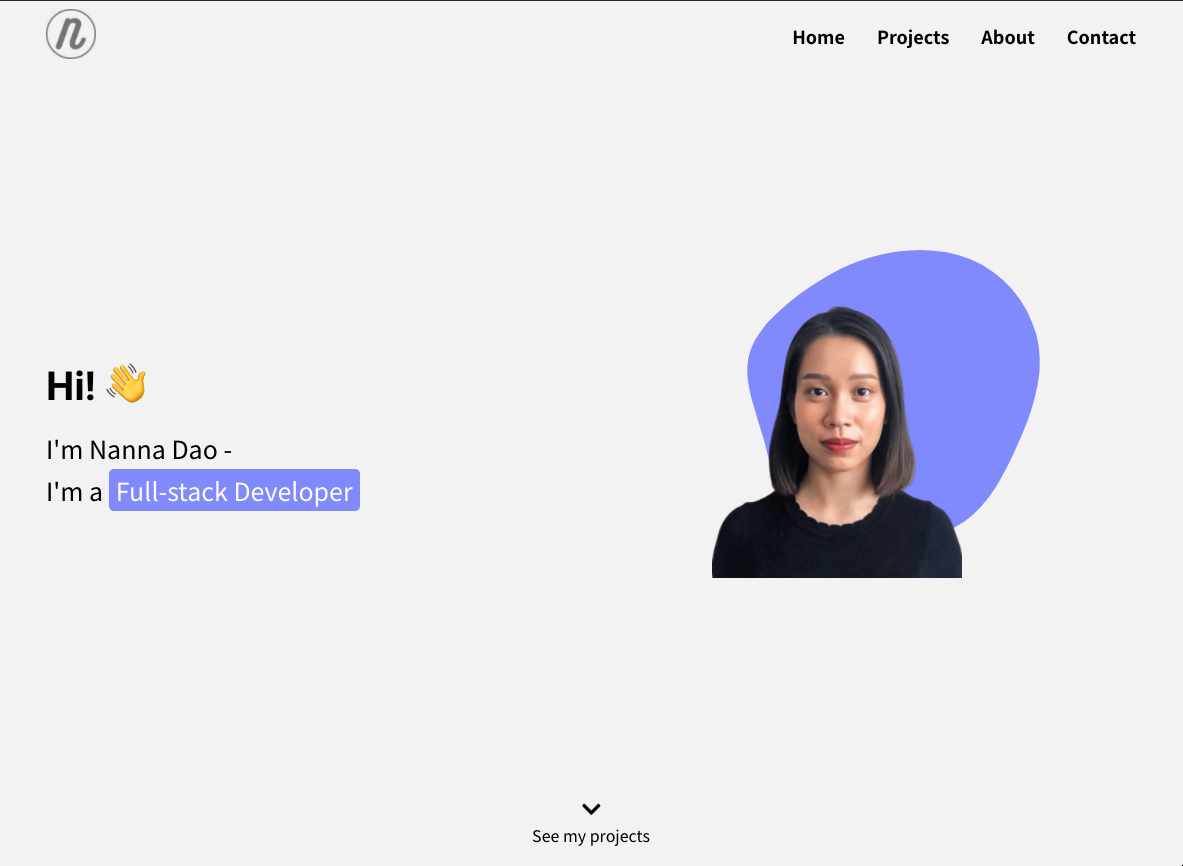 n
Home Projects About Contact
Hi! 👋
I'm Nanna Dao -
I'm a Full-stack Developer
See my projects